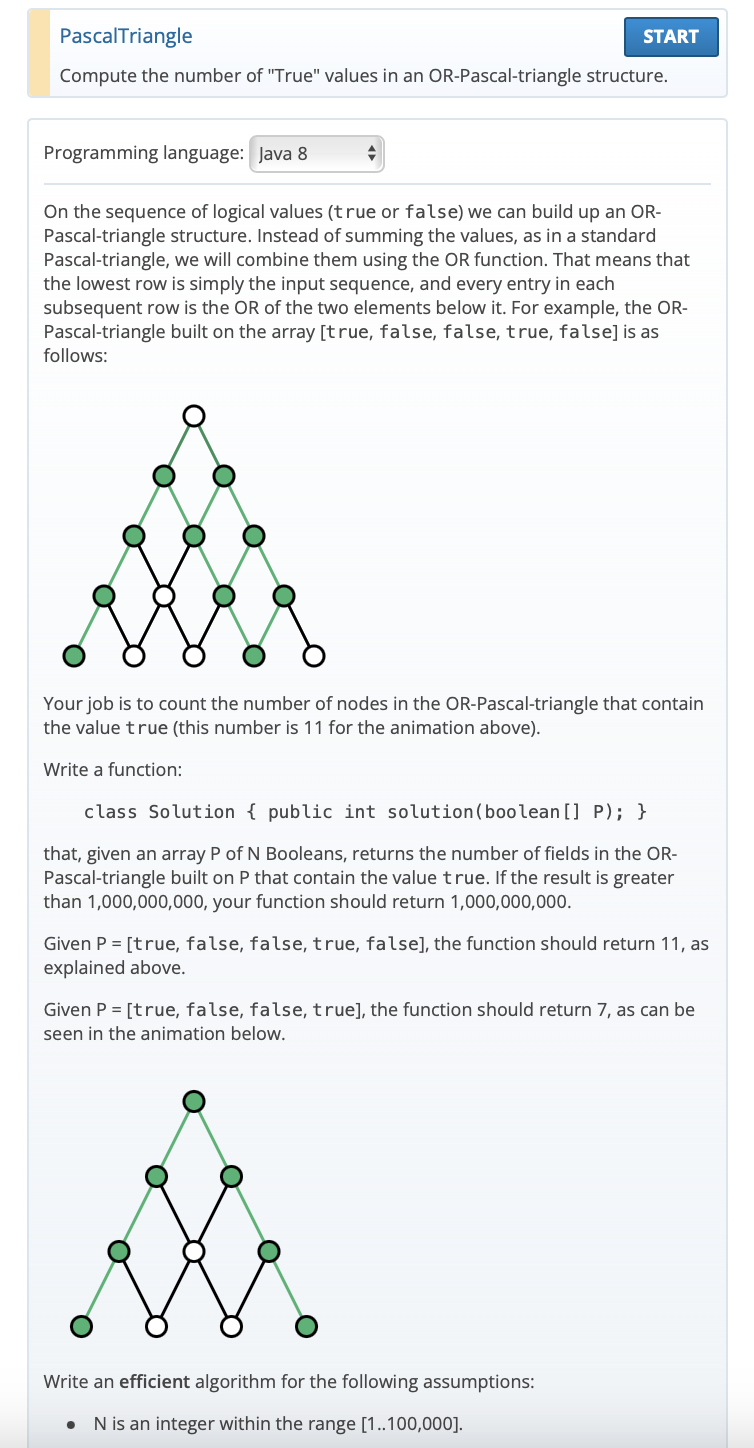 PascalTriangle
START
Compute the number of "True" values in an OR-Pascal-triangle structure.
Programming language: Java 8
On the sequence of logical values (true or false) we can build up an OR-
Pascal-triangle structure. Instead of summing the values, as in a standard
Pascal-triangle, we will combine them using the OR function. That means that
the lowest row is simply the input sequence, and every entry in each
subsequent row is the OR of the two elements below it. For example, the OR-
Pascal-triangle built on the array [true, false, false, true, false] is as
follows:
Your job is to count the number of nodes in the OR-Pascal-triangle that contain
the value true (this number is 11 for the animation above).
Write a function:
class Solution { public int solution(boolean[] P); }
that, given an array P of N Booleans, returns the number of fields in the OR-
Pascal-triangle built on P that contain the value true. If the result is greater
than 1,000,000,000, your function should return 1,000,000,000.
Given P = [true, false, false, true, false], the function should return 11, as
explained above.
Given P = [true, false, false, true], the function should return 7, as can be
seen in the animation below.
Write an efficient algorithm for the following assumptions:
• N is an integer within the range [1..100,000].